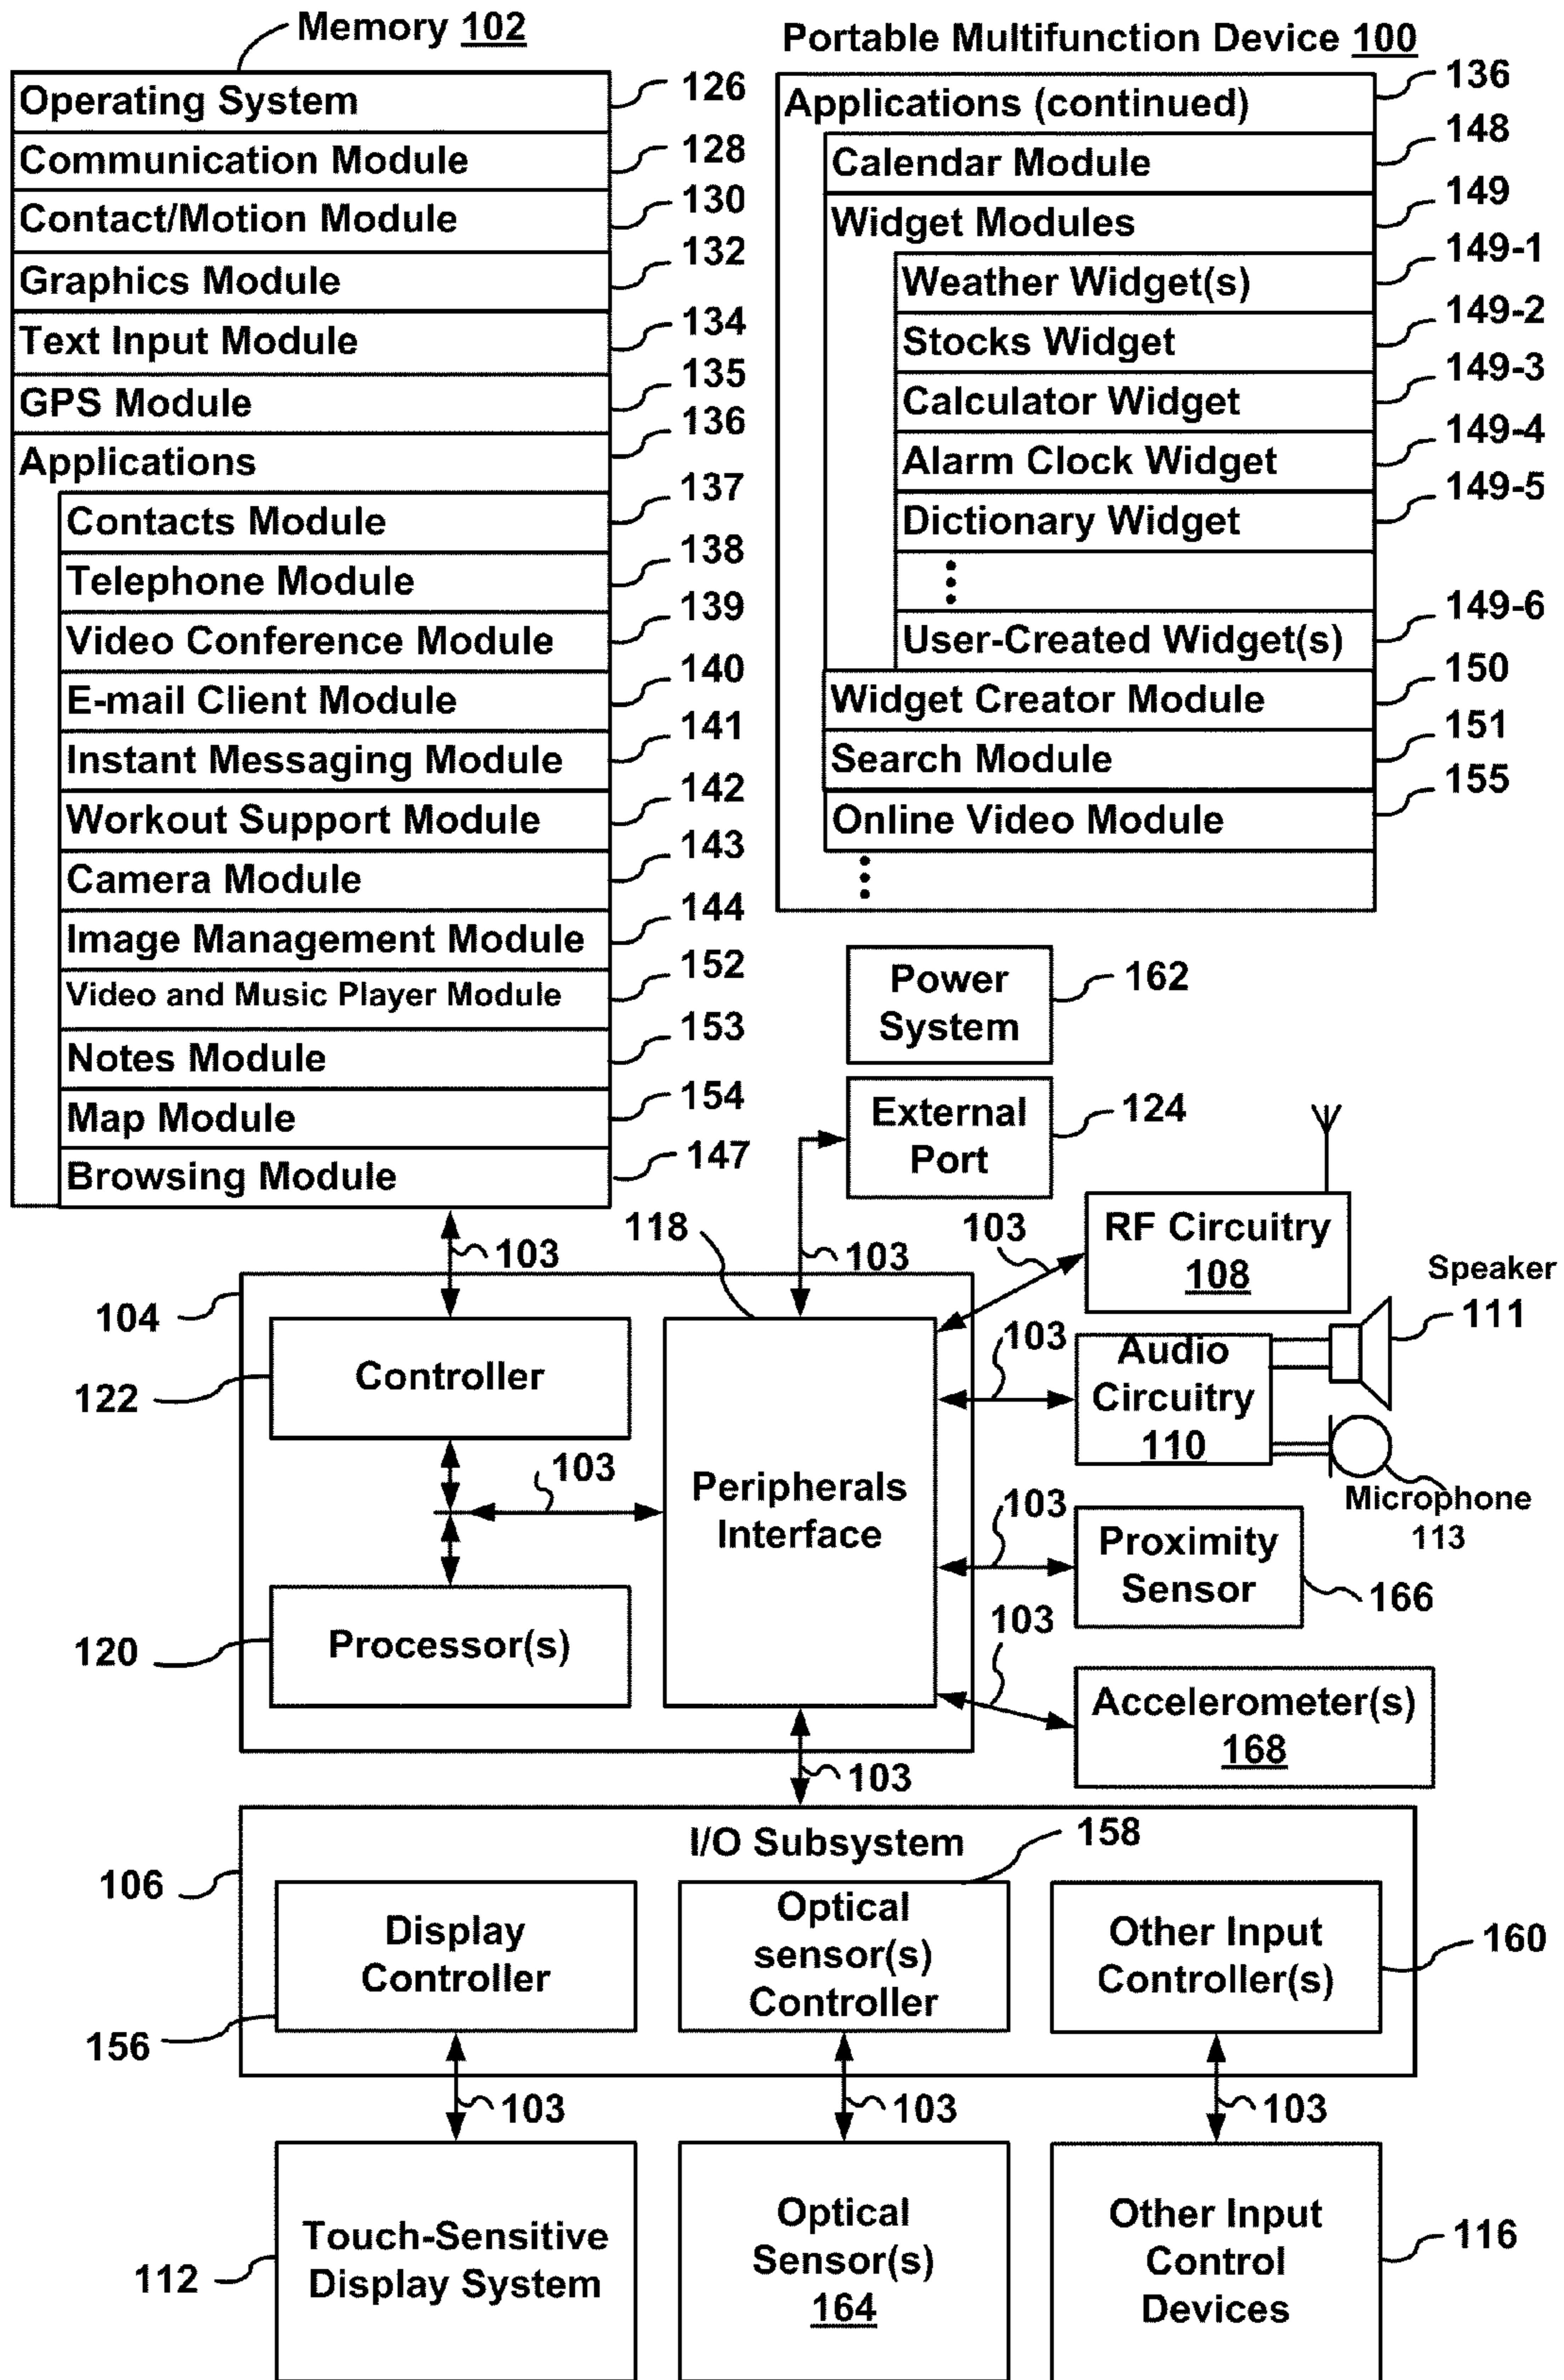 Memory 102
Operating System 126
Communication Module 128
Contact/Motion Module 130
Graphics Module 132
Text Input Module 134
GPS Module 135
Applications 136
Contacts Module 137
Telephone Module 138
Video Conference Module 139
E-mail Client Module 140
Instant Messaging Module 141
Workout Support Module 142
Camera Module 143
Image Management Module 144
Video and Music Player Module 152
Notes Module 153
Map Module 154
Browsing Module 147
Portable Multifunction Device 100
Applications (continued) 136
Calendar Module 148
Widget Modules 149
Weather Widget(s) 149-1
Stocks Widget 149-2
Calculator Widget 149-3
Alarm Clock Widget 149-4
Dictionary Widget 149-5
User-Created Widget(s) 149-6
Widget Creator Module 150
Search Module 151
Online Video Module 155
Power
System
162
External
Port
124
103
118
103
103
RF Circuitry
108
Speaker
111
104
Controller
122
103
Audio
Circuitry
110
103
Peripherals
Interface
Microphone
113
103
Proximity
Sensor
166
120
Processor(s)
103
Accelerometer(s)
168
103
I/O Subsystem
158
106
Display
Controller
156
Optical
sensor(s)
Controller
Other Input
Controller(s)
160
103
103
103
Touch-Sensitive
Display System
112
Optical
Sensor(s)
164
Other Input
Control
Devices
116